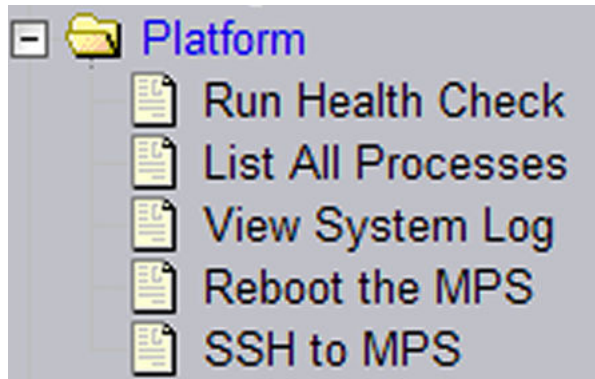 Platform
Run Health Check
List All Processes
View System Log
Reboot the MPS
SSH to MPS